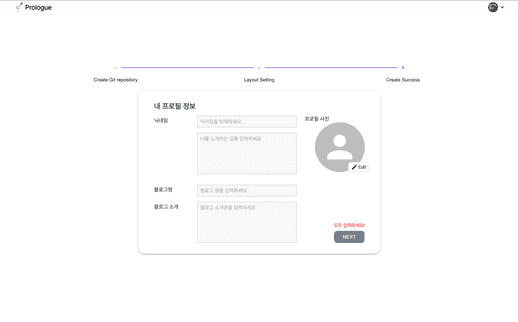 Prologue
Create Git repository
Layout Setting
Create Success
내 프로필 정보
닉네임
닉네임을 입력하세요.
프로필 사진
나를 소개하는 글을 입력하세요
Edit
블로그명
블로그 명을 입력하세요
블로그 소개
블로그 소개글을 입력하세요
모두 입력하세요!
NEXT